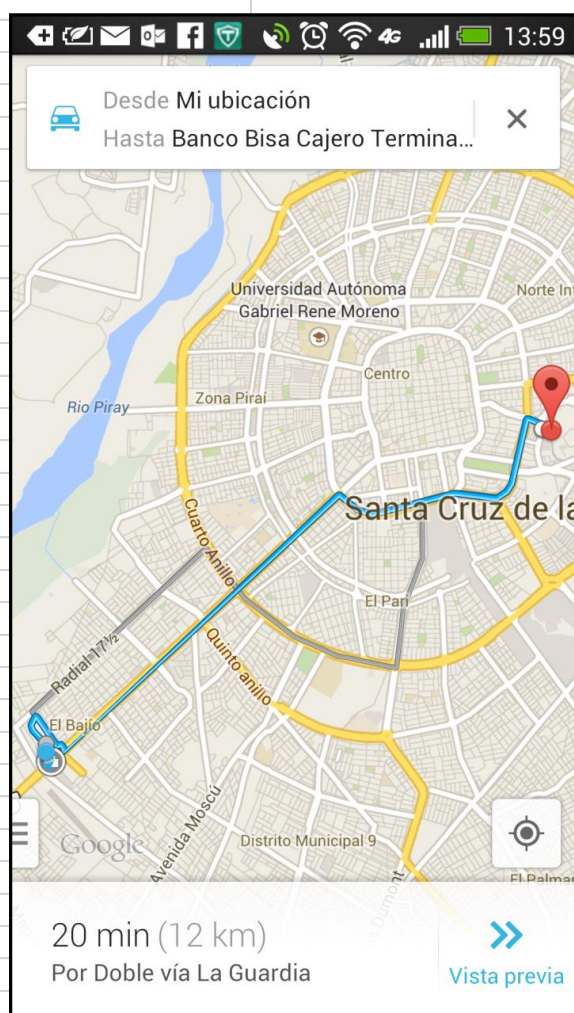 4G 13:59
Desde Mi ubicación
Hasta Banco Bisa Cajero Termina...
Universidad Autónoma
Gabriel Rene Moreno
Norte Int
Centro
Zona Piraí
Rio Piray
Santa Cruz de la
Cuarto Anillo
El Pari
Radial 17½
Quinto anillo
El Bajío
Avenida Moscú
Google
Distrito Municipal 9
El Palmar
Dumont
20 min (12 km)
Por Doble vía La Guardia
Vista previa